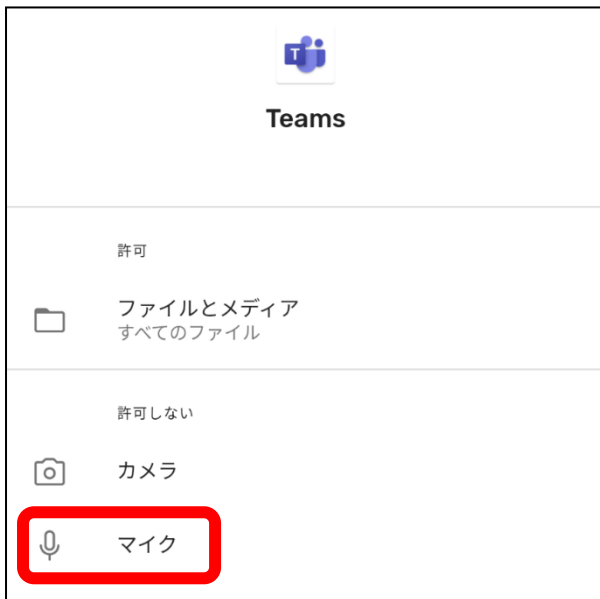 T
Teams
許可
ファイルとメディア
すべてのファイル
許可しない
カメラ
マイク